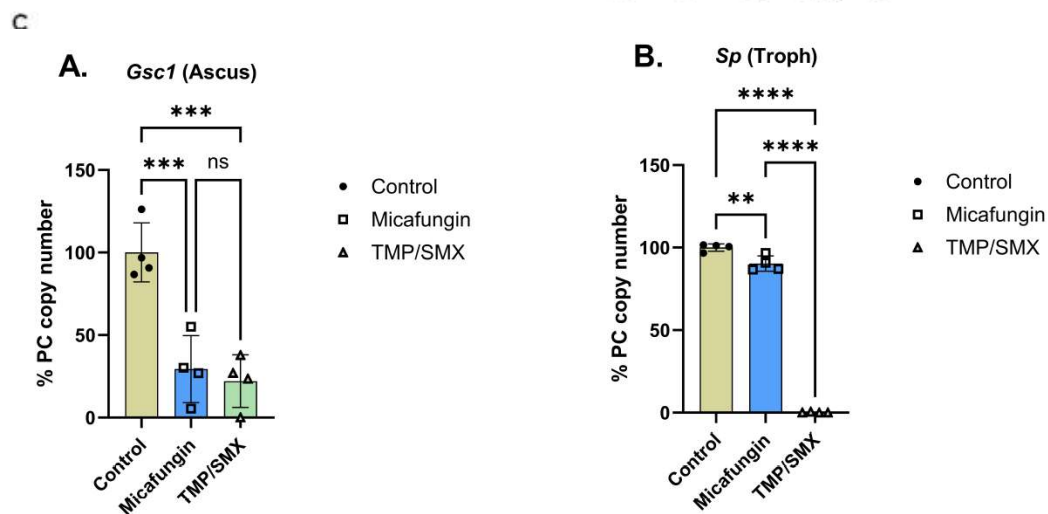 C
A.
Gsc1 (Ascus)
***
*** ns
% PC copy number
150
100
50
0
Control
Micafungin
TMP/SMX
Control
Micafungin
TMP/SMX
B.
Sp (Troph)
****
****
**
% PC copy number
150
100
50
0
Control
Micafungin
TMP/SMX
Control
Micafungin
TMP/SMX